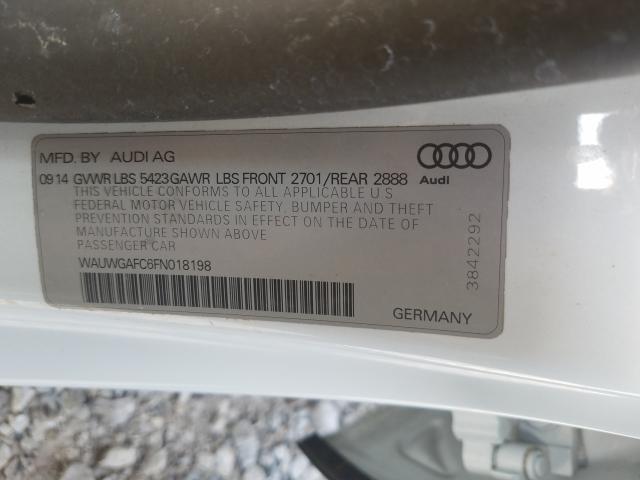 MFD. BY AUDI AG
09 14 GVWR LBS 5423 GAWR LBS FRONT 2701/REAR 2888
Audi
THIS VEHICLE CONFORMS TO ALL APPLICABLE U S
FEDERAL MOTOR VEHICLE SAFETY, BUMPER AND THEFT
PREVENTION STANDARDS IN EFFECT ON THE DATE OF
MANUFACTURE SHOWN ABOVE
PASSENGER CAR
WAUWGAFC6FN018198
GERMANY
3842292